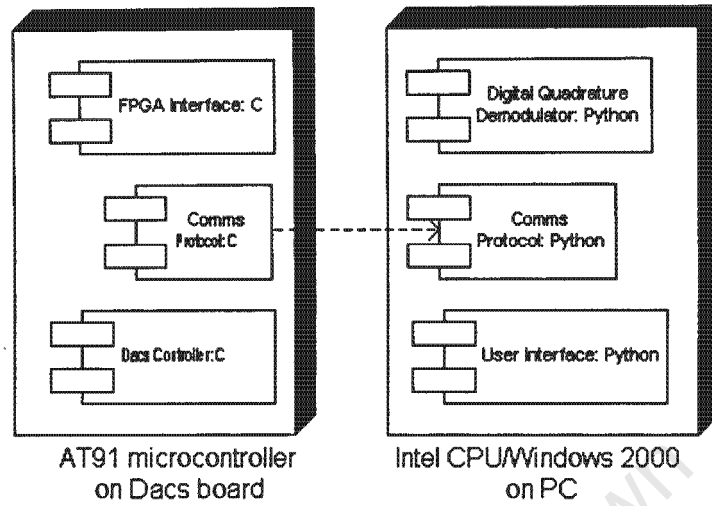 FPGA Interface: C
Comms
Protocol: C
Dacs Controller: C
AT91 microcontroller
on Dacs board
Digital Quadrature
Demodulator: Python
Comms
Protocol: Python
User Interface: Python
Intel CPU/Windows 2000
on PC